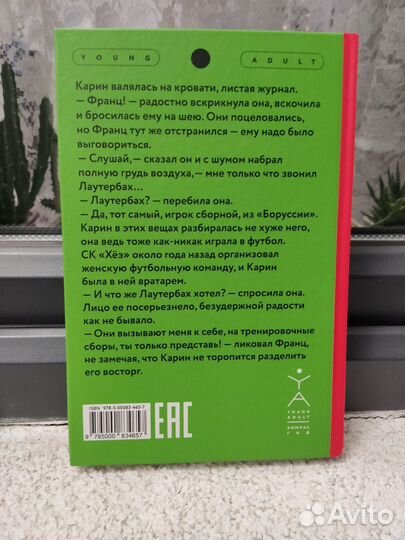 YOUNG ADULT
Карин валялась на кровати, листая журнал.
— Франц! — радостно вскрикнула она, вскочила
и бросилась ему на шею. Они поцеловались,
но Франц тут же отстранился — ему надо было
выговориться.
— Слушай, — сказал он и с шумом набрал
полную грудь воздуха, — мне только что звонил
Лаутербах...
— Лаутербах? — перебила она.
— Да, тот самый, игрок сборной, из «Боруссии».
Карин в этих вещах разбиралась не хуже него,
она ведь тоже как-никак играла в футбол.
СК «Хёэ» около года назад организовал
женскую футбольную команду, и Карин
была в ней вратарем.
— И что же Лаутербах хотел? — спросила она.
Лицо ее посерьезнело, безудержной радости
как не бывало.
— Они вызывают меня к себе, на тренировочные
сборы, ты только представь! — ликовал Франц,
не замечая, что Карин не торопится разделить
его восторг.
ISBN 978-5-00083-465-7
9 785000 834657
EAC
YOUNG
ADULT
КОМПАС
ГИД
Avito